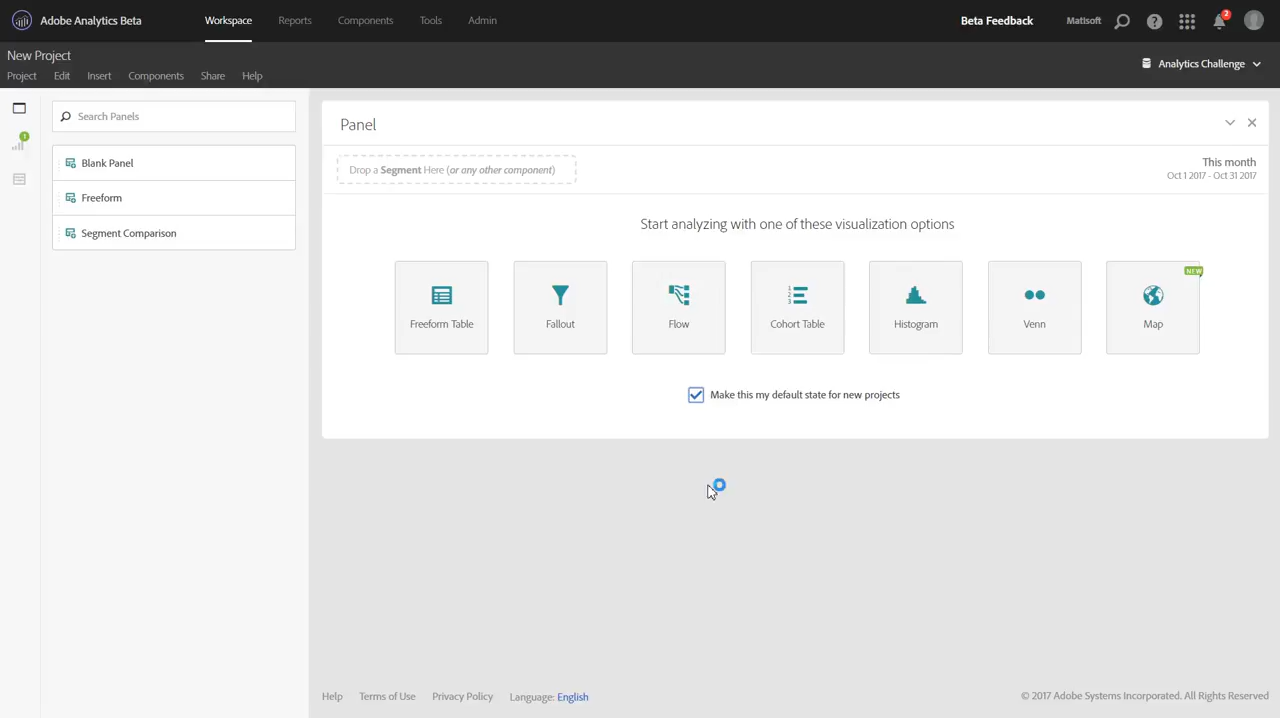 Adobe Analytics Beta
Workspace
Reports
Components
Tools
Admin
Beta Feedback
Matisoft
2
New Project
Project
Edit
Insert
Components
Share
Help
Analytics Challenge
Search Panels
1
Blank Panel
Freeform
Segment Comparison
Panel
Drop a Segment Here (or any other component)
This month
Oct 1 2017 - Oct 31 2017
Start analyzing with one of these visualization options
Freeform Table
Fallout
Flow
1
2
3
Cohort Table
Histogram
Venn
NEW
Map
Make this my default state for new projects
Help
Terms of Use
Privacy Policy
Language: English
© 2017 Adobe Systems Incorporated. All Rights Reserved